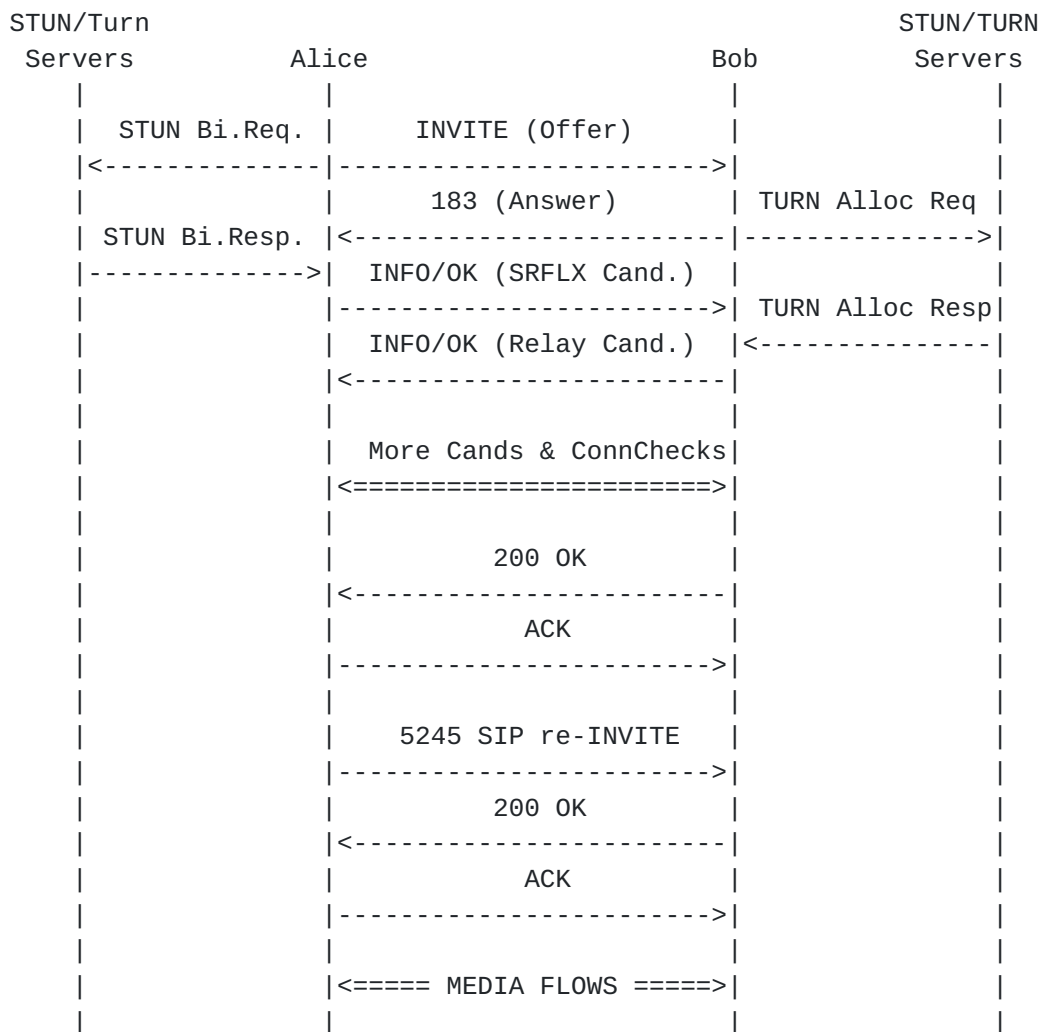 STUN/Turn STUN/TURN
Servers Alice Bob Servers
STUN Bi.Req. INVITE (Offer)
183 (Answer) TURN Alloc Req
STUN Bi.Resp.
INFO/OK (SRFLX Cand.)
TURN Alloc Resp
INFO/OK (Relay Cand.)
More Cands & ConnChecks
200 OK
ACK
5245 SIP re-INVITE
200 OK
ACK
MEDIA FLOWS